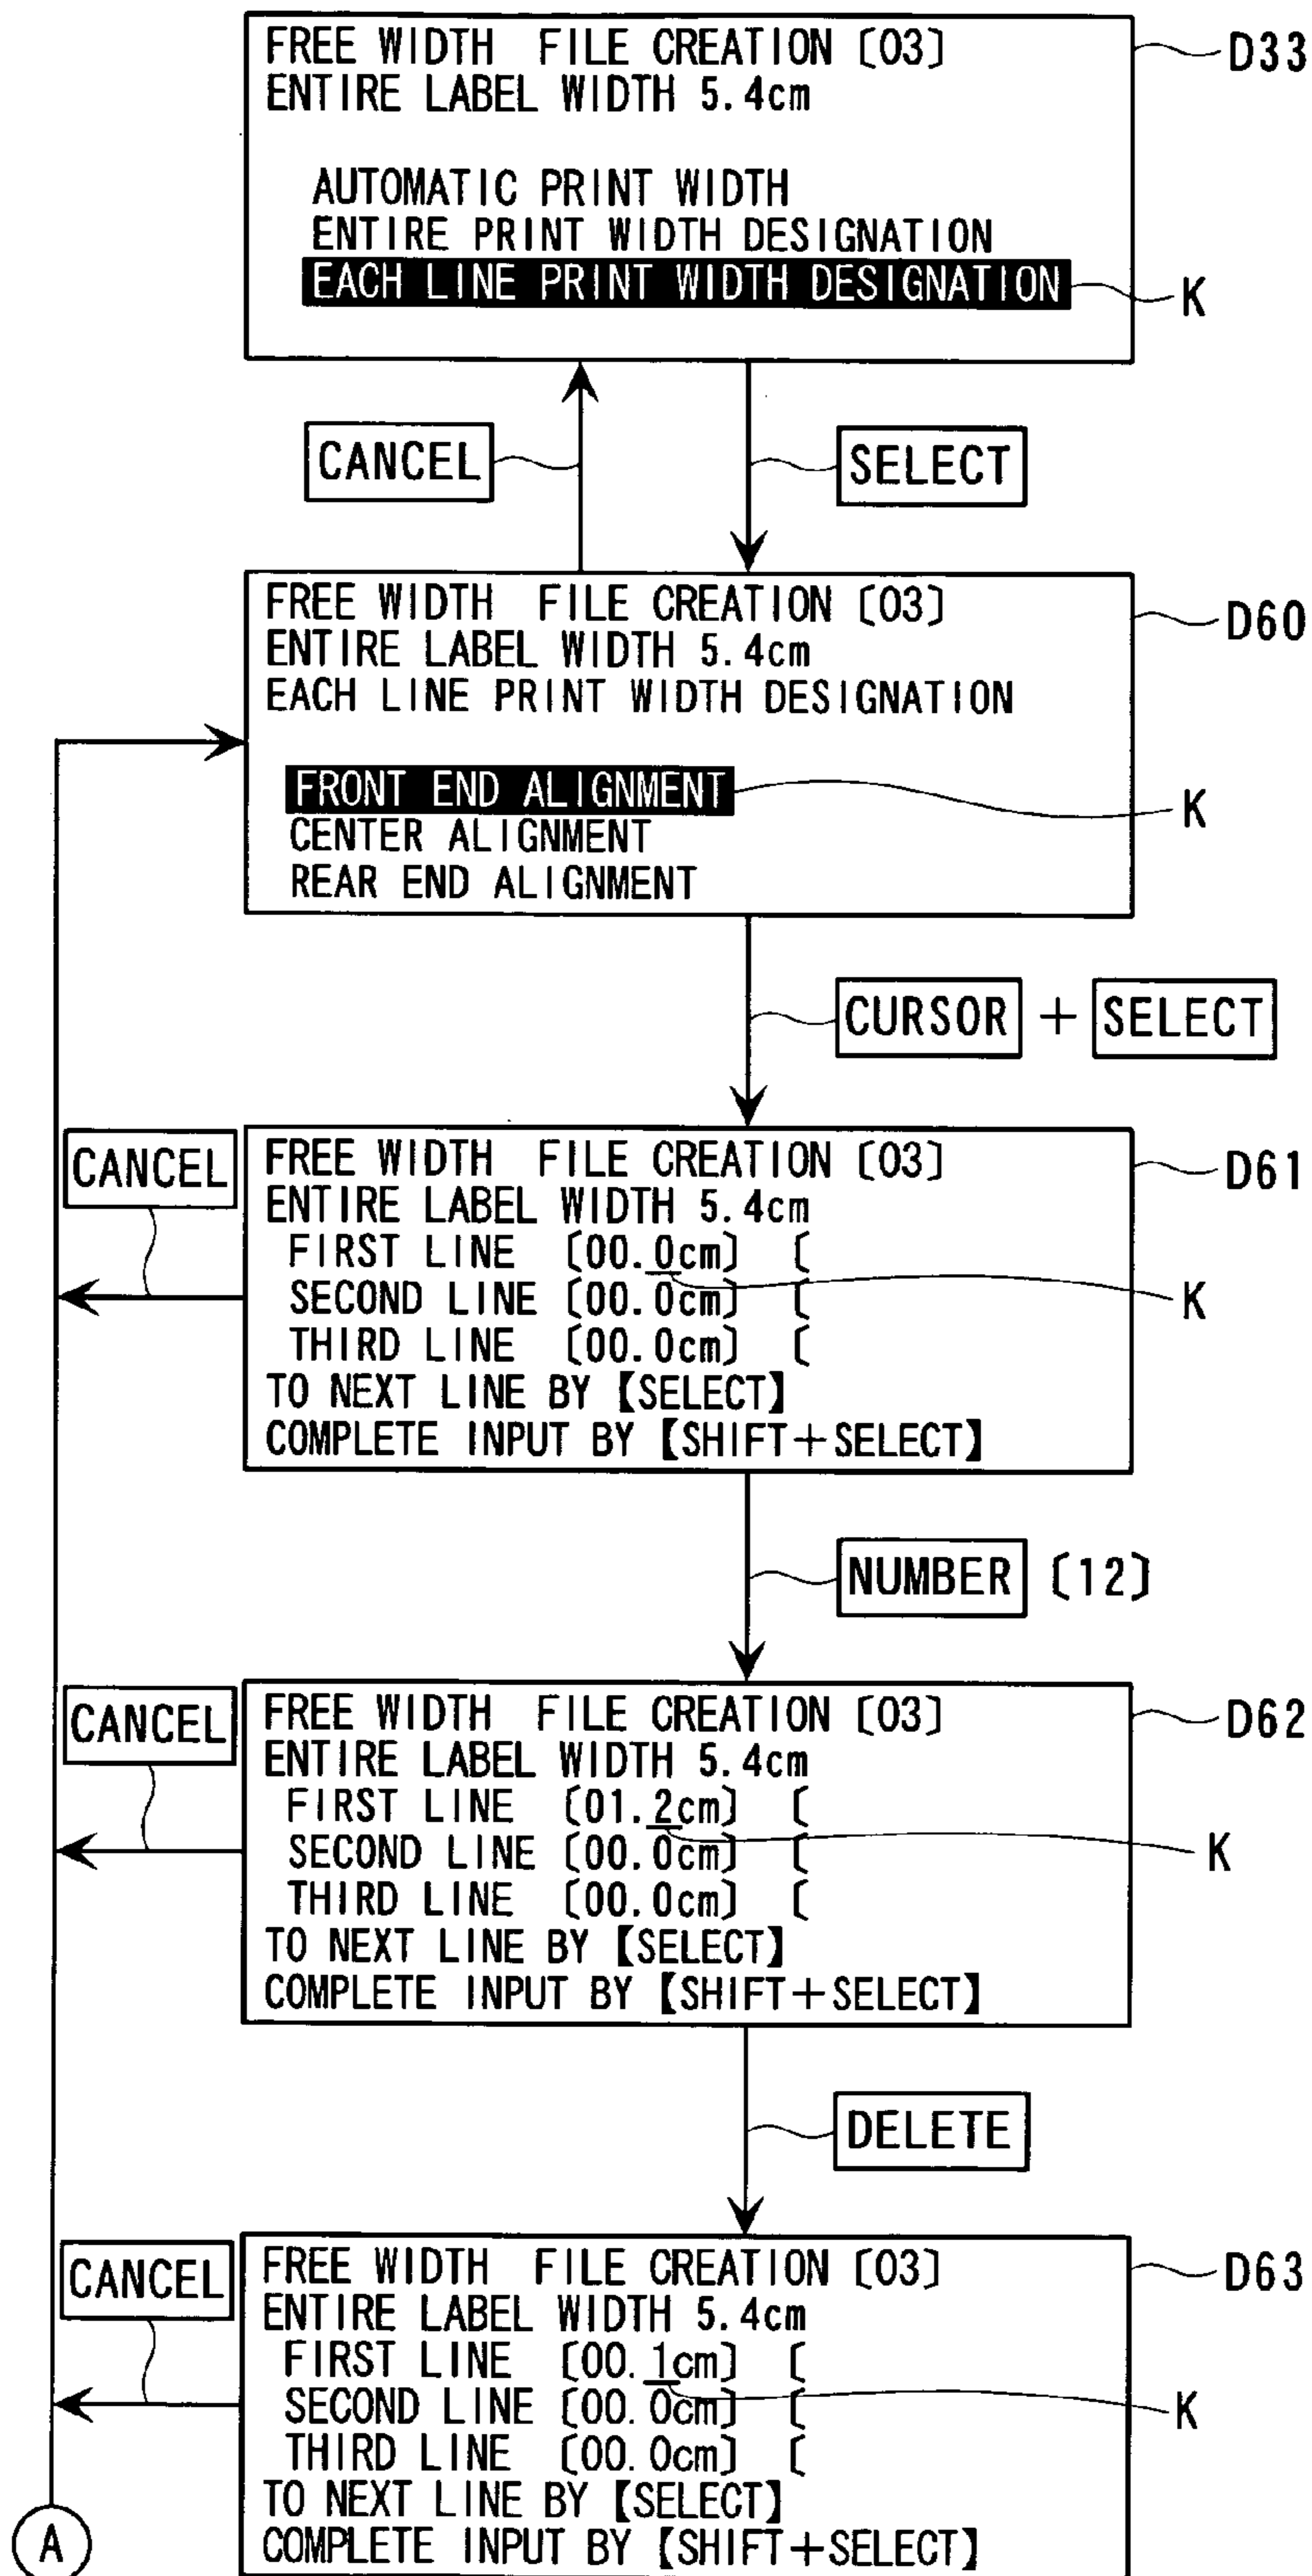 FREE WIDTH FILE CREATION 〔03〕
ENTIRE LABEL WIDTH 5.4cm
AUTOMATIC PRINT WIDTH
ENTIRE PRINT WIDTH DESIGNATION
EACH LINE PRINT WIDTH DESIGNATION
D33
K
CANCEL
SELECT
FREE WIDTH FILE CREATION 〔03〕
ENTIRE LABEL WIDTH 5.4cm
EACH LINE PRINT WIDTH DESIGNATION
FRONT END ALIGNMENT
CENTER ALIGNMENT
REAR END ALIGNMENT
D60
K
CURSOR + SELECT
CANCEL
FREE WIDTH FILE CREATION 〔03〕
ENTIRE LABEL WIDTH 5.4cm
FIRST LINE 〔00.0cm〕 〔
SECOND LINE 〔00.0cm〕 〔
THIRD LINE 〔00.0cm〕 〔
TO NEXT LINE BY 【SELECT】
COMPLETE INPUT BY 【SHIFT+SELECT】
D61
K
NUMBER 〔12〕
CANCEL
FREE WIDTH FILE CREATION 〔03〕
ENTIRE LABEL WIDTH 5.4cm
FIRST LINE 〔01.2cm〕 〔
SECOND LINE 〔00.0cm〕 〔
THIRD LINE 〔00.0cm〕 〔
TO NEXT LINE BY 【SELECT】
COMPLETE INPUT BY 【SHIFT+SELECT】
D62
K
DELETE
CANCEL
FREE WIDTH FILE CREATION 〔03〕
ENTIRE LABEL WIDTH 5.4cm
FIRST LINE 〔00.1cm〕 〔
SECOND LINE 〔00.0cm〕 〔
THIRD LINE 〔00.0cm〕 〔
TO NEXT LINE BY 【SELECT】
COMPLETE INPUT BY 【SHIFT+SELECT】
D63
K
A